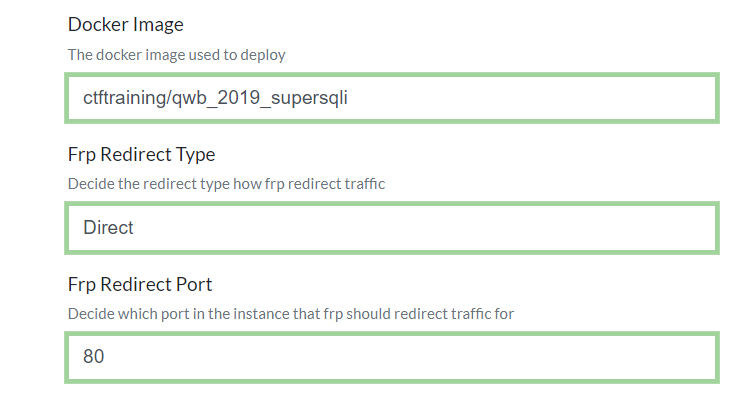 Docker Image
The docker image used to deploy
ctftraining/qwb_2019_supersqli
Frp Redirect Type
Decide the redirect type how frp redirect traffic
Direct
Frp Redirect Port
Decide which port in the instance that frp should redirect traffic for
80